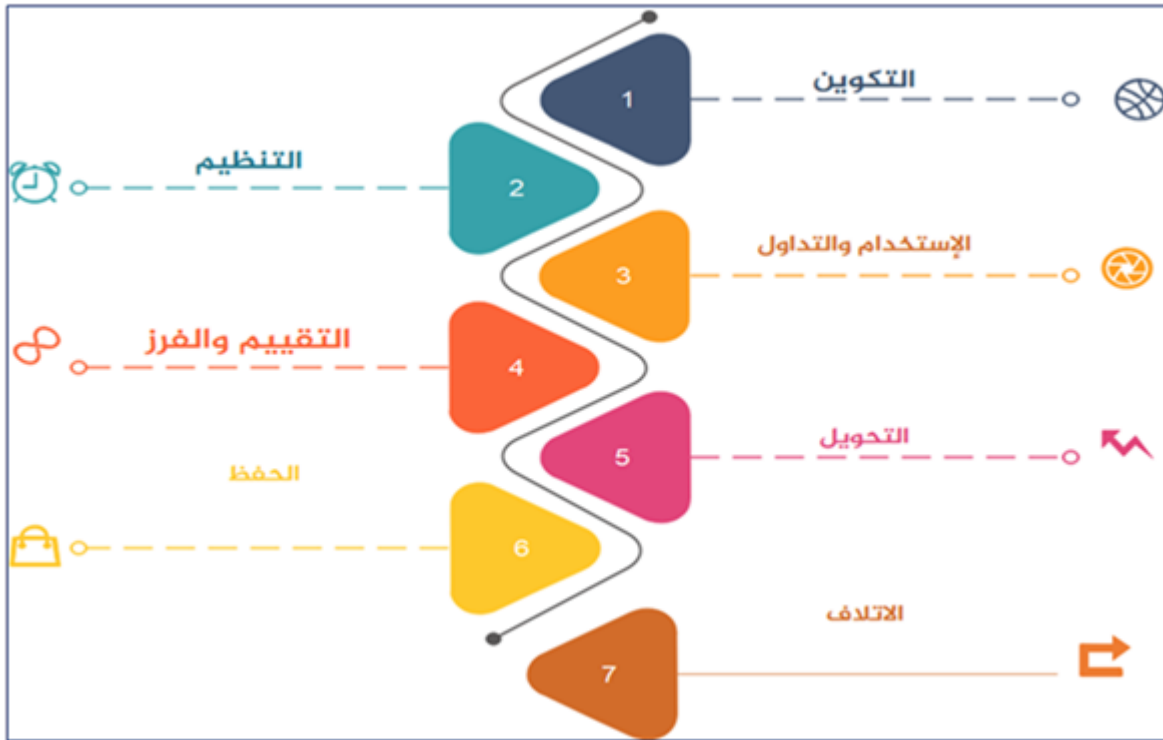 1
التكوين
2
التنظيم
3
الإستخدام والتداول
4
التقييم والفرز
5
التحويل
6
الحفظ
7
الاتلاف